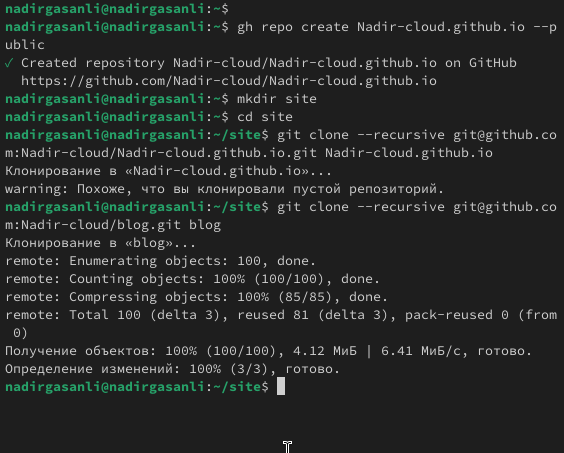 nadirgasanli@nadirgasanli:~$
nadirgasanli@nadirgasanli:~$ gh repo create Nadir-cloud.github.io --p
ublic
✓ Created repository Nadir-cloud/Nadir-cloud.github.io on GitHub
  https://github.com/Nadir-cloud/Nadir-cloud.github.io
nadirgasanli@nadirgasanli:~$ mkdir site
nadirgasanli@nadirgasanli:~$ cd site
nadirgasanli@nadirgasanli:~/site$ git clone --recursive git@github.co
m:Nadir-cloud/Nadir-cloud.github.io.git Nadir-cloud.github.io
Клонирование в «Nadir-cloud.github.io»...
warning: Похоже, что вы клонировали пустой репозиторий.
nadirgasanli@nadirgasanli:~/site$ git clone --recursive git@github.co
m:Nadir-cloud/blog.git blog
Клонирование в «blog»...
remote: Enumerating objects: 100, done.
remote: Counting objects: 100% (100/100), done.
remote: Compressing objects: 100% (85/85), done.
remote: Total 100 (delta 3), reused 81 (delta 3), pack-reused 0 (from
 0)
Получение объектов: 100% (100/100), 4.12 МиБ | 6.41 МиБ/с, готово.
Определение изменений: 100% (3/3), готово.
nadirgasanli@nadirgasanli:~/site$